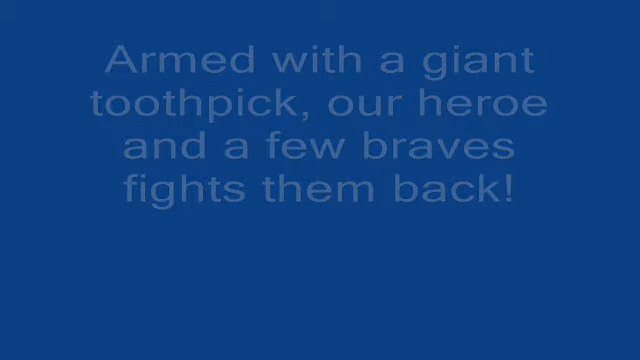 Armed with a giant
toothpick, our heroe
and a few braves
fights them back!